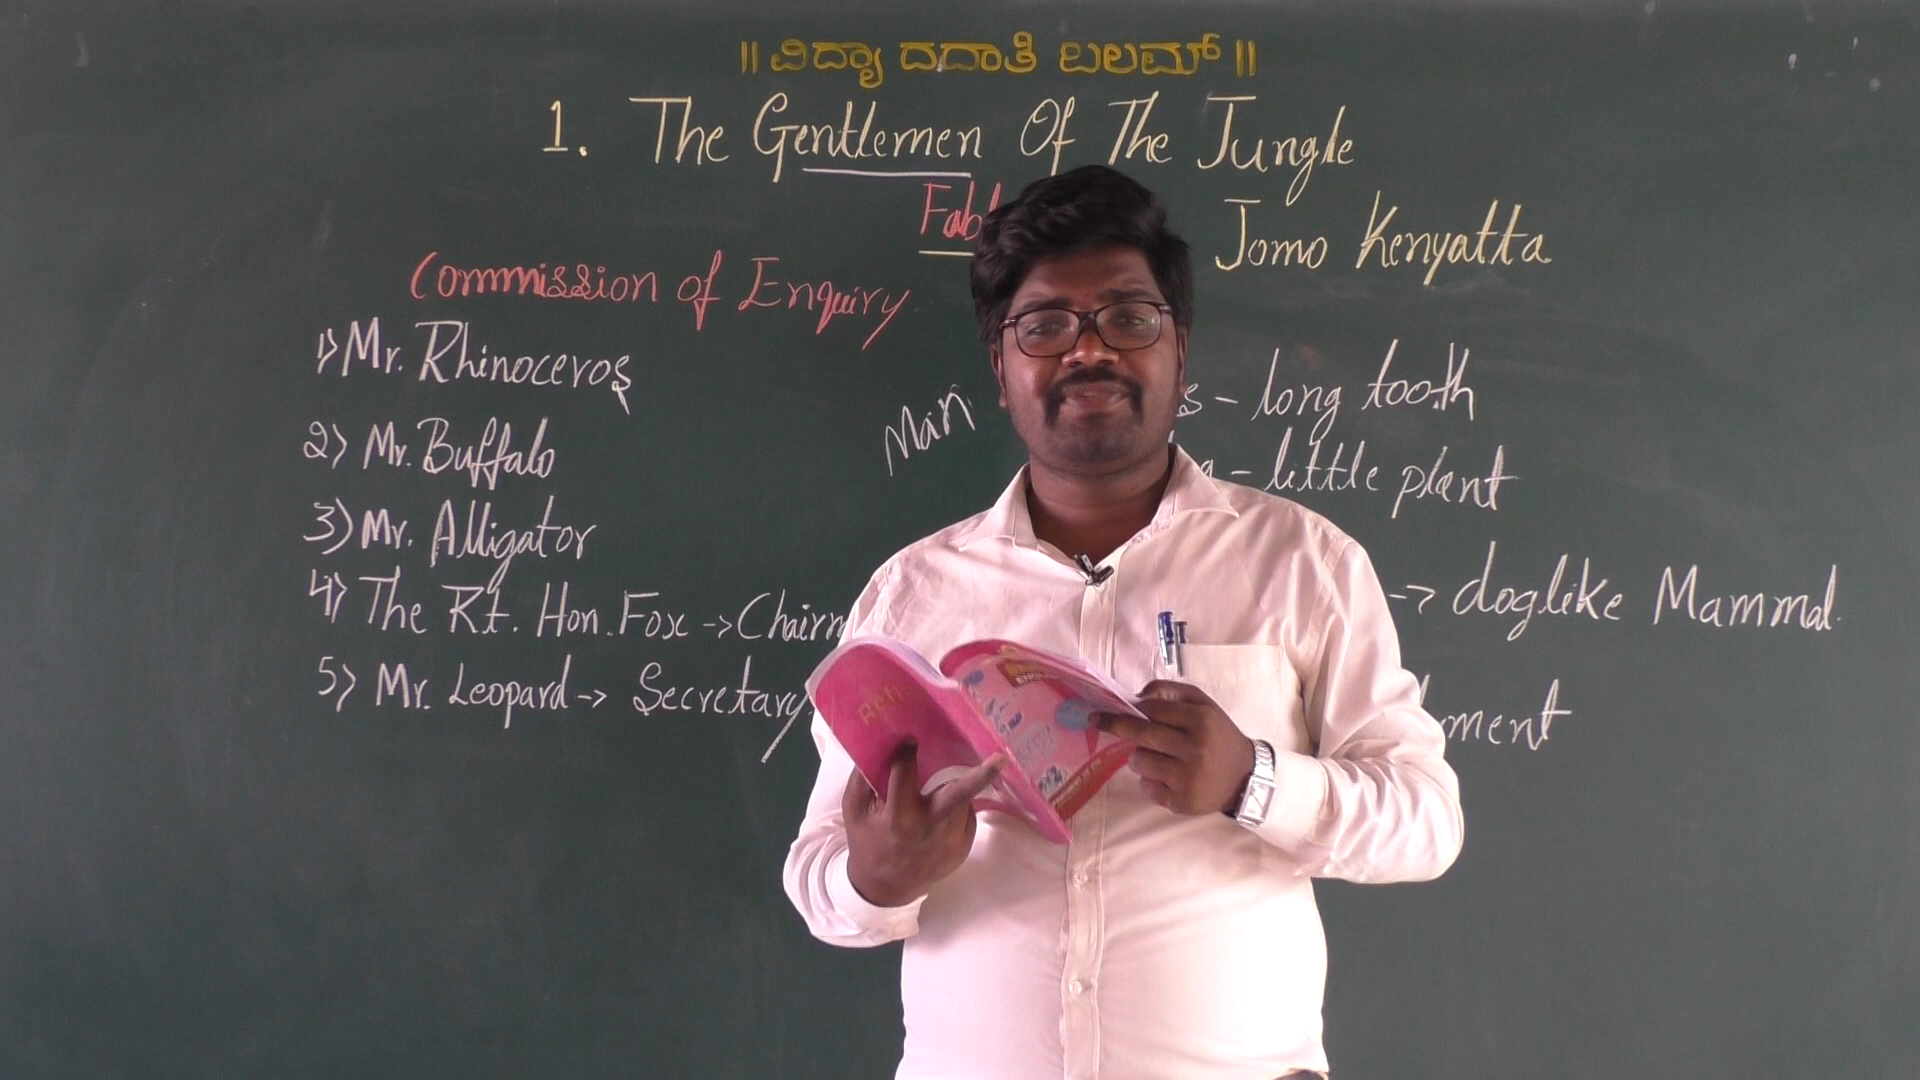 ॥ ವಿದ್ಯಾ ದದಾತಿ ಬಲಮ್ ॥
1. The Gentlemen Of The Jungle
Fabl
Jomo Kenyatta
Commission of Enquiry
1) Mr. Rhinoceros
2) Mr. Buffalo
3) Mr. Alligator
4) The Rt. Hon. Fox -> Chairm
5) Mr. Leopard -> Secretary.
Man
s - long tooth
- little plant
-> doglike Mammal.
ment